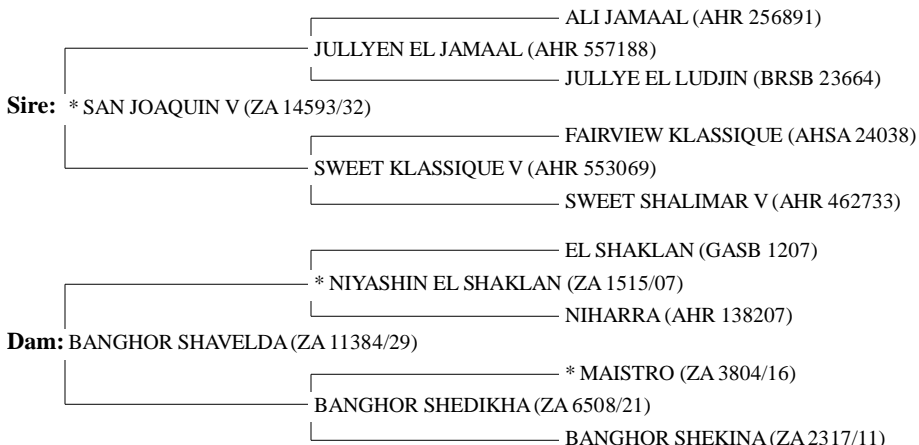 ALI JAMAAL (AHR 256891)
JULLYEN EL JAMAAL (AHR 557188)
JULLYE EL LUDJIN (BRSB 23664)
Sire: * SAN JOAQUIN V (ZA 14593/32)
FAIRVIEW KLASSIQUE (AHSA 24038)
SWEET KLASSIQUE V (AHR 553069)
SWEET SHALIMAR V (AHR 462733)
EL SHAKLAN (GASB 1207)
* NIYASHIN EL SHAKLAN (ZA 1515/07)
NIHARRA (AHR 138207)
Dam: BANGHOR SHAVELDA (ZA 11384/29)
* MAISTRO (ZA 3804/16)
BANGHOR SHEDIKHA (ZA 6508/21)
BANGHOR SHEKINA (ZA 2317/11)